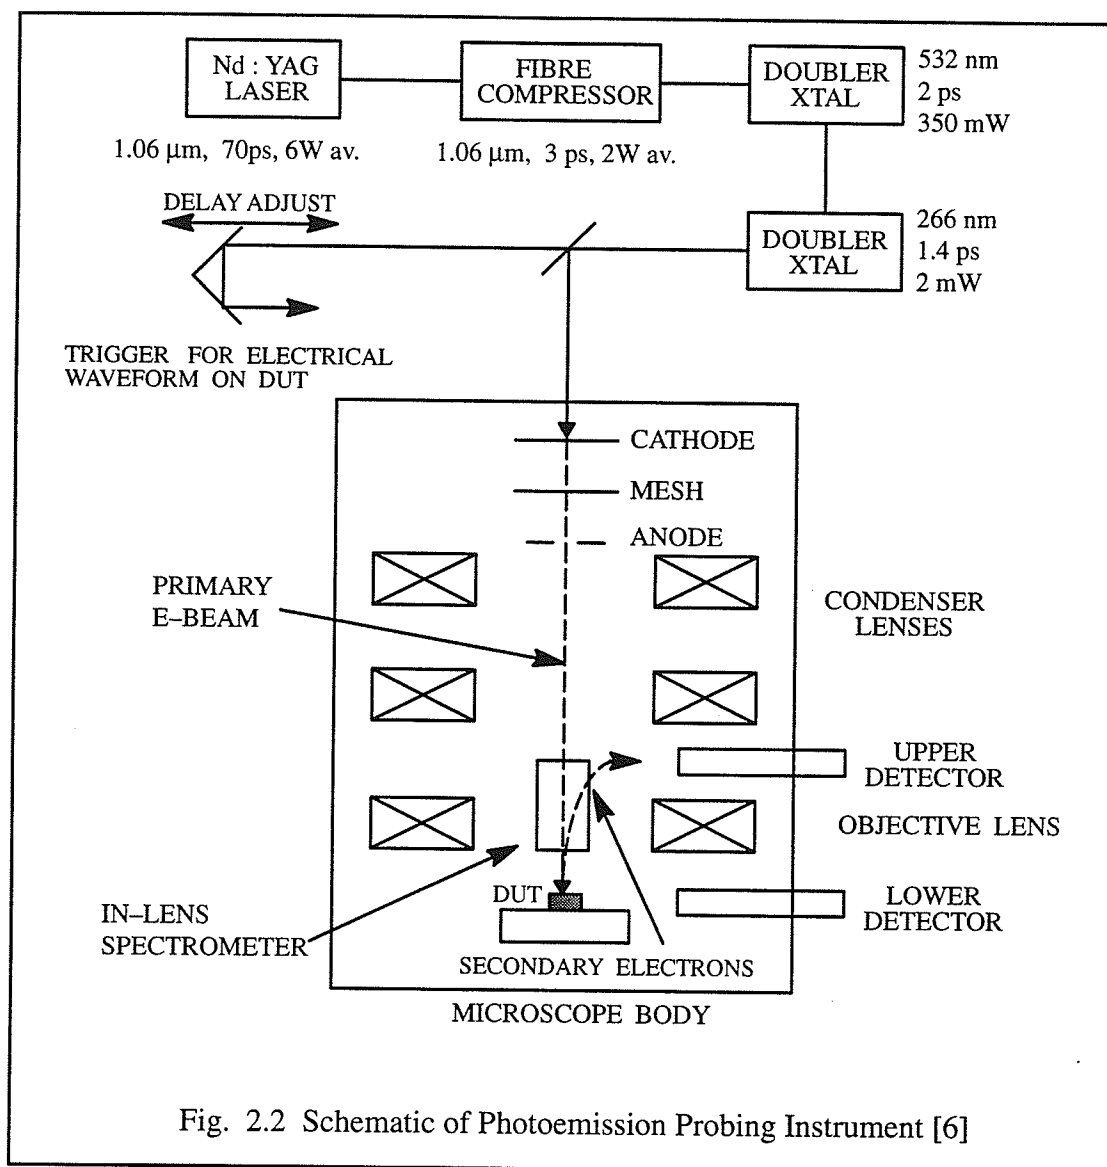 Nd : YAG
LASER
FIBRE
COMPRESSOR
DOUBLER
XTAL
532 nm
2 ps
350 mW
1.06 μm, 70ps, 6W av.
1.06 μm, 3 ps, 2W av.
DELAY ADJUST
DOUBLER
XTAL
266 nm
1.4 ps
2 mW
TRIGGER FOR ELECTRICAL
WAVEFORM ON DUT
CATHODE
MESH
ANODE
PRIMARY
E–BEAM
CONDENSER
LENSES
UPPER
DETECTOR
OBJECTIVE LENS
DUT
LOWER
DETECTOR
IN–LENS
SPECTROMETER
SECONDARY ELECTRONS
MICROSCOPE BODY
Fig. 2.2 Schematic of Photoemission Probing Instrument [6]